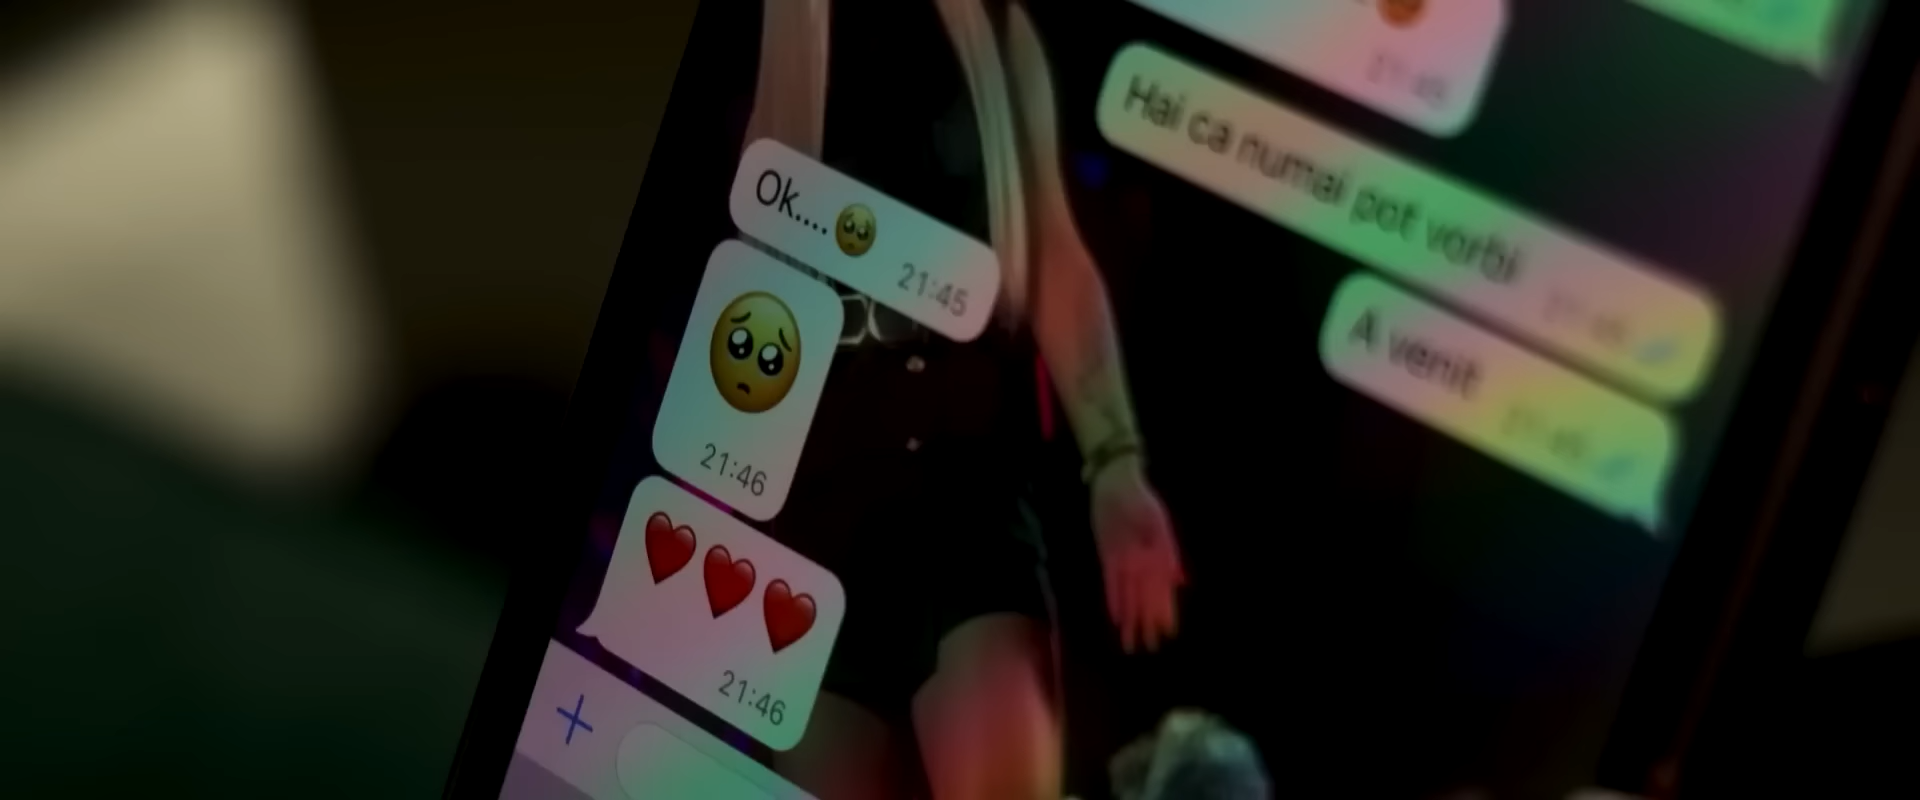 Hai ca numai pot vorbi
A venit
Ok....🥺
21:45
🥺
21:46
❤️❤️❤️
21:46
+